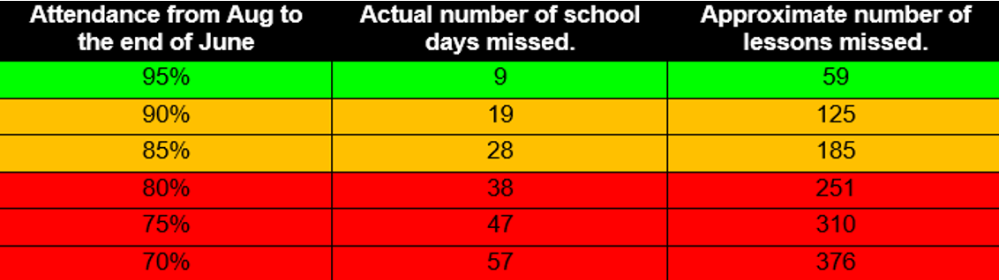 Attendance from Aug to the end of June | Actual number of school days missed. | Approximate number of lessons missed.
95% | 9 | 59
90% | 19 | 125
85% | 28 | 185
80% | 38 | 251
75% | 47 | 310
70% | 57 | 376